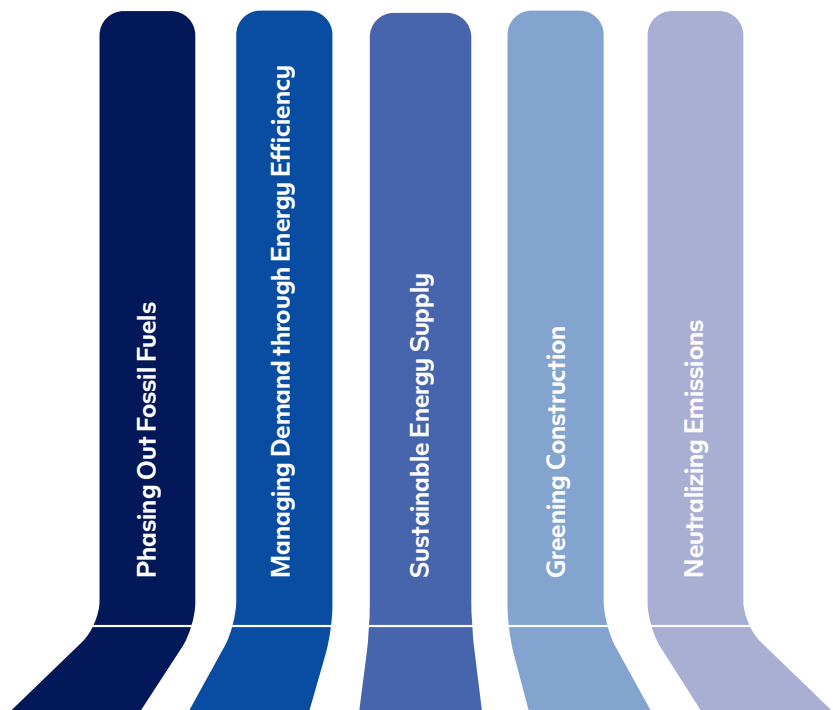 Phasing Out Fossil Fuels
Managing Demand through Energy Efficiency
Sustainable Energy Supply
Greening Construction
Neutralizing Emissions